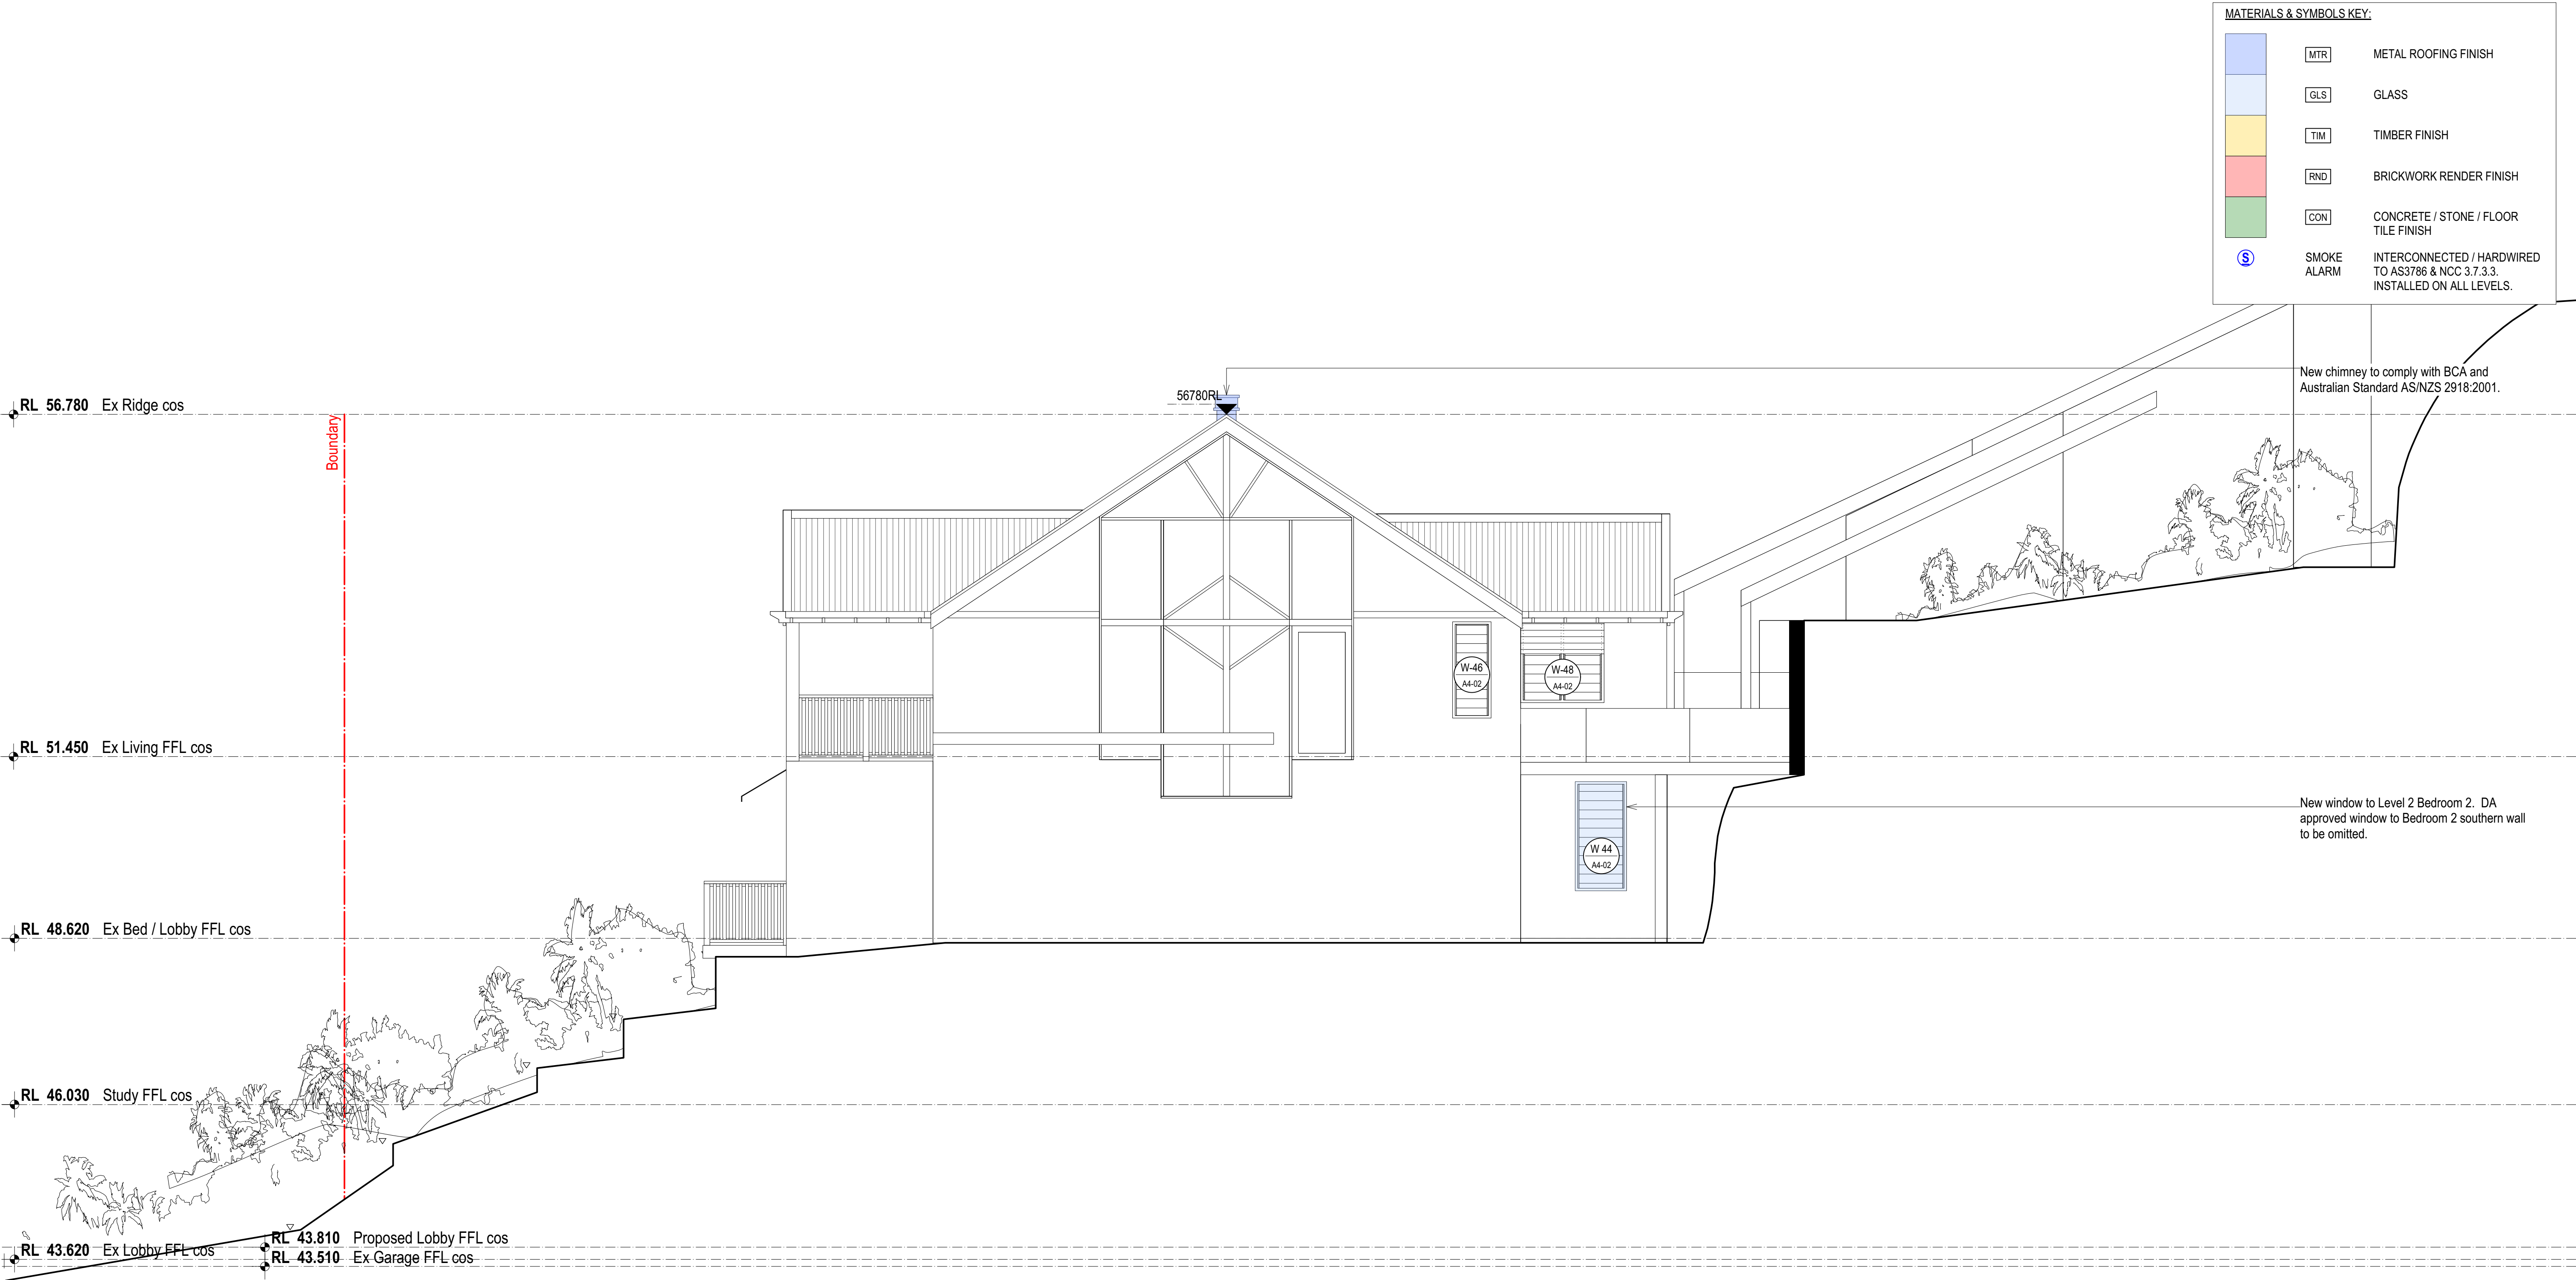 MATERIALS & SYMBOLS KEY:
MTR METAL ROOFING FINISH
GLS GLASS
TIM TIMBER FINISH
RND BRICKWORK RENDER FINISH
CON CONCRETE / STONE / FLOOR
TILE FINISH
S SMOKE INTERCONNECTED / HARDWIRED
ALARM TO AS3786 & NCC 3.7.3.3.
INSTALLED ON ALL LEVELS.
New chimney to comply with BCA and
Australian Standard AS/NZS 2918:2001.
56780RL
RL 56.780 Ex Ridge cos
Boundary
W-46
A4-02
W-48
A4-02
RL 51.450 Ex Living FFL cos
New window to Level 2 Bedroom 2. DA
approved window to Bedroom 2 southern wall
to be omitted.
W 44
A4-02
RL 48.620 Ex Bed / Lobby FFL cos
RL 46.030 Study FFL cos
RL 43.810 Proposed Lobby FFL cos
RL 43.620 Ex Lobby FFL cos
RL 43.510 Ex Garage FFL cos